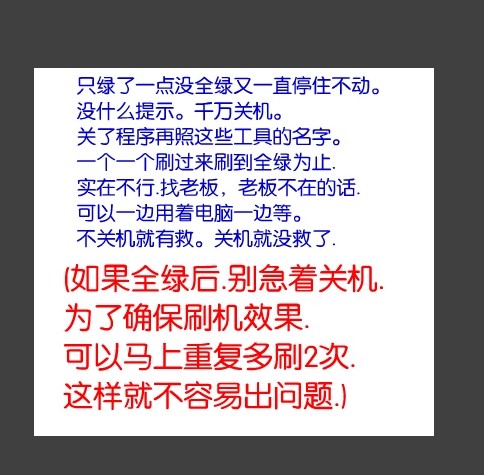 只绿了一点没全绿又一直停住不动。
没什么提示。千万关机。
关了程序再照这些工具的名字。
一个一个刷过来刷到全绿为止.
实在不行.找老板，老板不在的话.
可以一边用着电脑一边等。
不关机就有救。关机就没救了.
(如果全绿后.别急着关机.
为了确保刷机效果.
可以马上重复多刷2次.
这样就不容易出问题.)